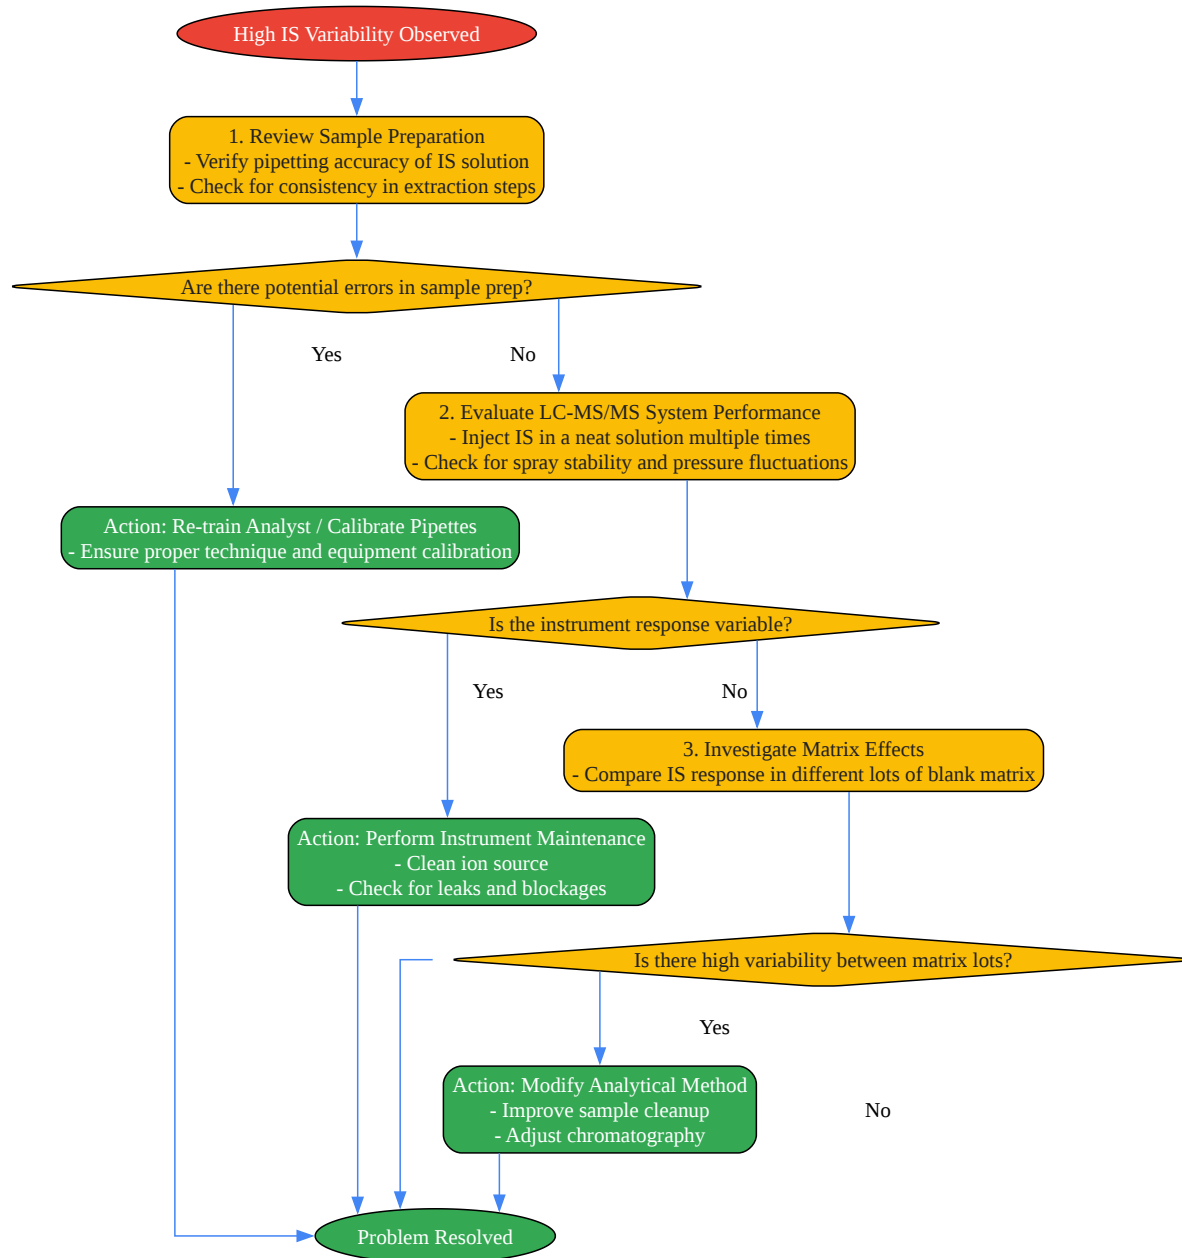 High IS Variability Observed
1. Review Sample Preparation
- Verify pipetting accuracy of IS solution
- Check for consistency in extraction steps
Are there potential errors in sample prep?
Yes
No
2. Evaluate LC-MS/MS System Performance
- Inject IS in a neat solution multiple times
- Check for spray stability and pressure fluctuations
Action: Re-train Analyst / Calibrate Pipettes
- Ensure proper technique and equipment calibration
Is the instrument response variable?
Yes
No
3. Investigate Matrix Effects
- Compare IS response in different lots of blank matrix
Action: Perform Instrument Maintenance
- Clean ion source
- Check for leaks and blockages
Is there high variability between matrix lots?
Yes
Action: Modify Analytical Method
- Improve sample cleanup
- Adjust chromatography
No
Problem Resolved